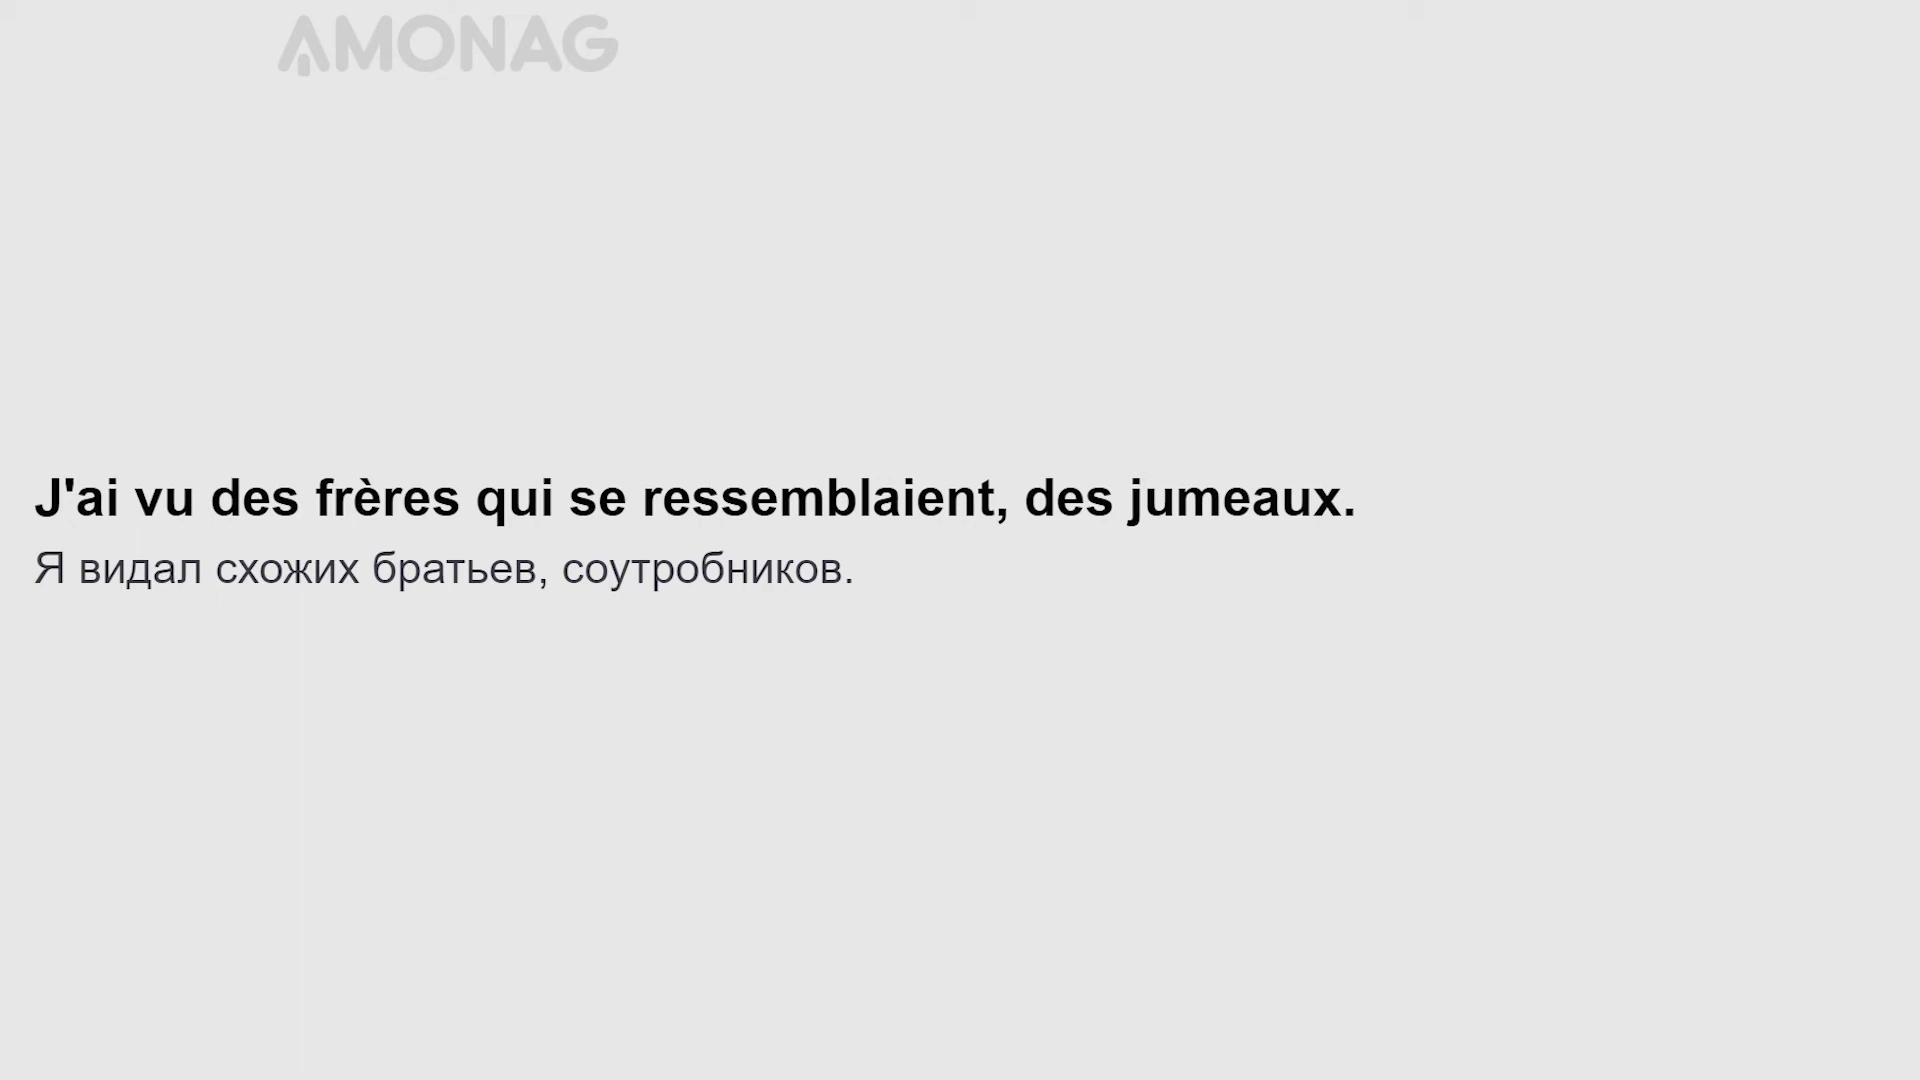 AMONAG
J'ai vu des frères qui se ressemblaient, des jumeaux.
Я видал схожих братьев, соутробников.